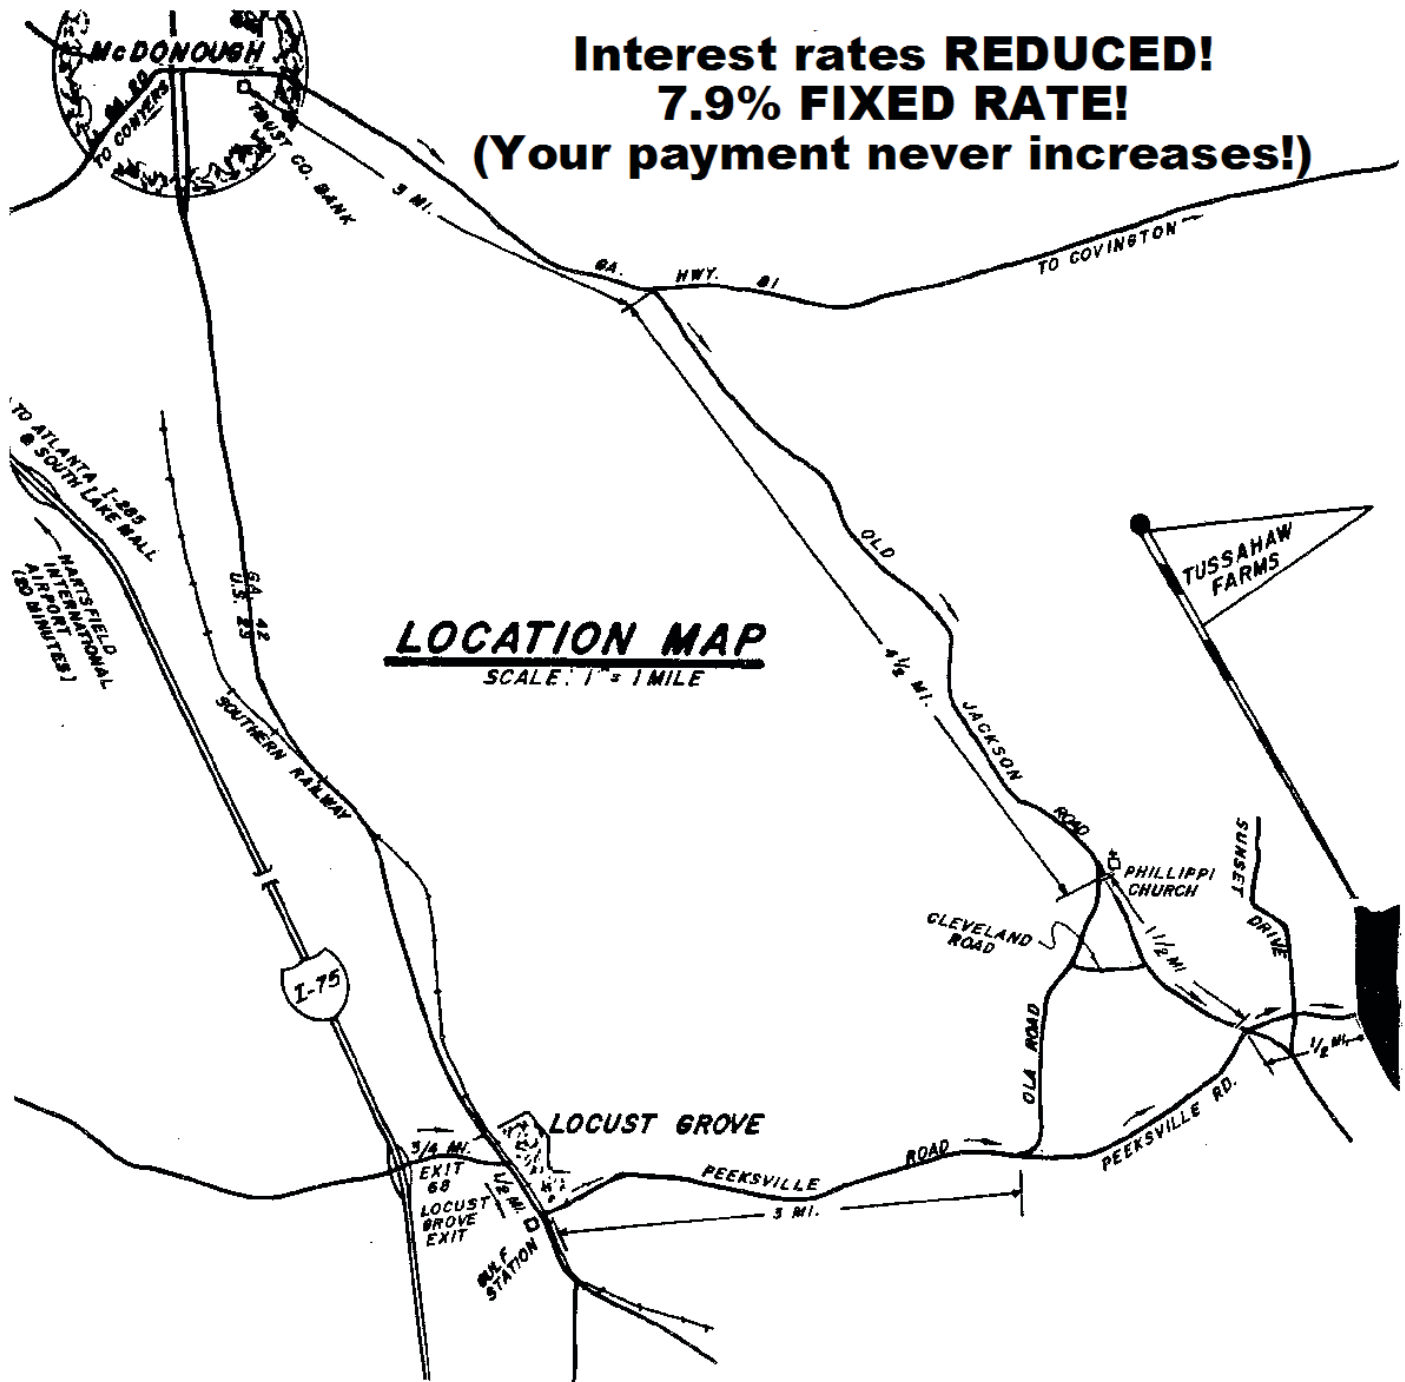 Interest rates REDUCED!
7.9% FIXED RATE!
(Your payment never increases!)
McDONOUGH
GA. 20
TO CONYERS
TRUST CO. BANK
3 MI.
GA. HWY. 81
TO COVINGTON
TO ATLANTA, I-285
& SOUTH LAKE MALL
HARTSFIELD
INTERNATIONAL
AIRPORT
(20 MINUTES)
GA. 42
U.S. 23
OLD JACKSON ROAD
TUSSAHAW
FARMS
LOCATION MAP
SCALE: 1" = 1 MILE
4 1/2 MI.
SOUTHERN RAILWAY
SUNSET DRIVE
PHILLIPPI
CHURCH
CLEVELAND
ROAD
1 1/2 MI
I-75
OLA ROAD
1/2 MI.
LOCUST GROVE
3/4 MI.
EXIT
68
LOCUST
GROVE
EXIT
1/2 MI.
GULF
STATION
PEEKSVILLE ROAD
PEEKSVILLE RD.
3 MI.